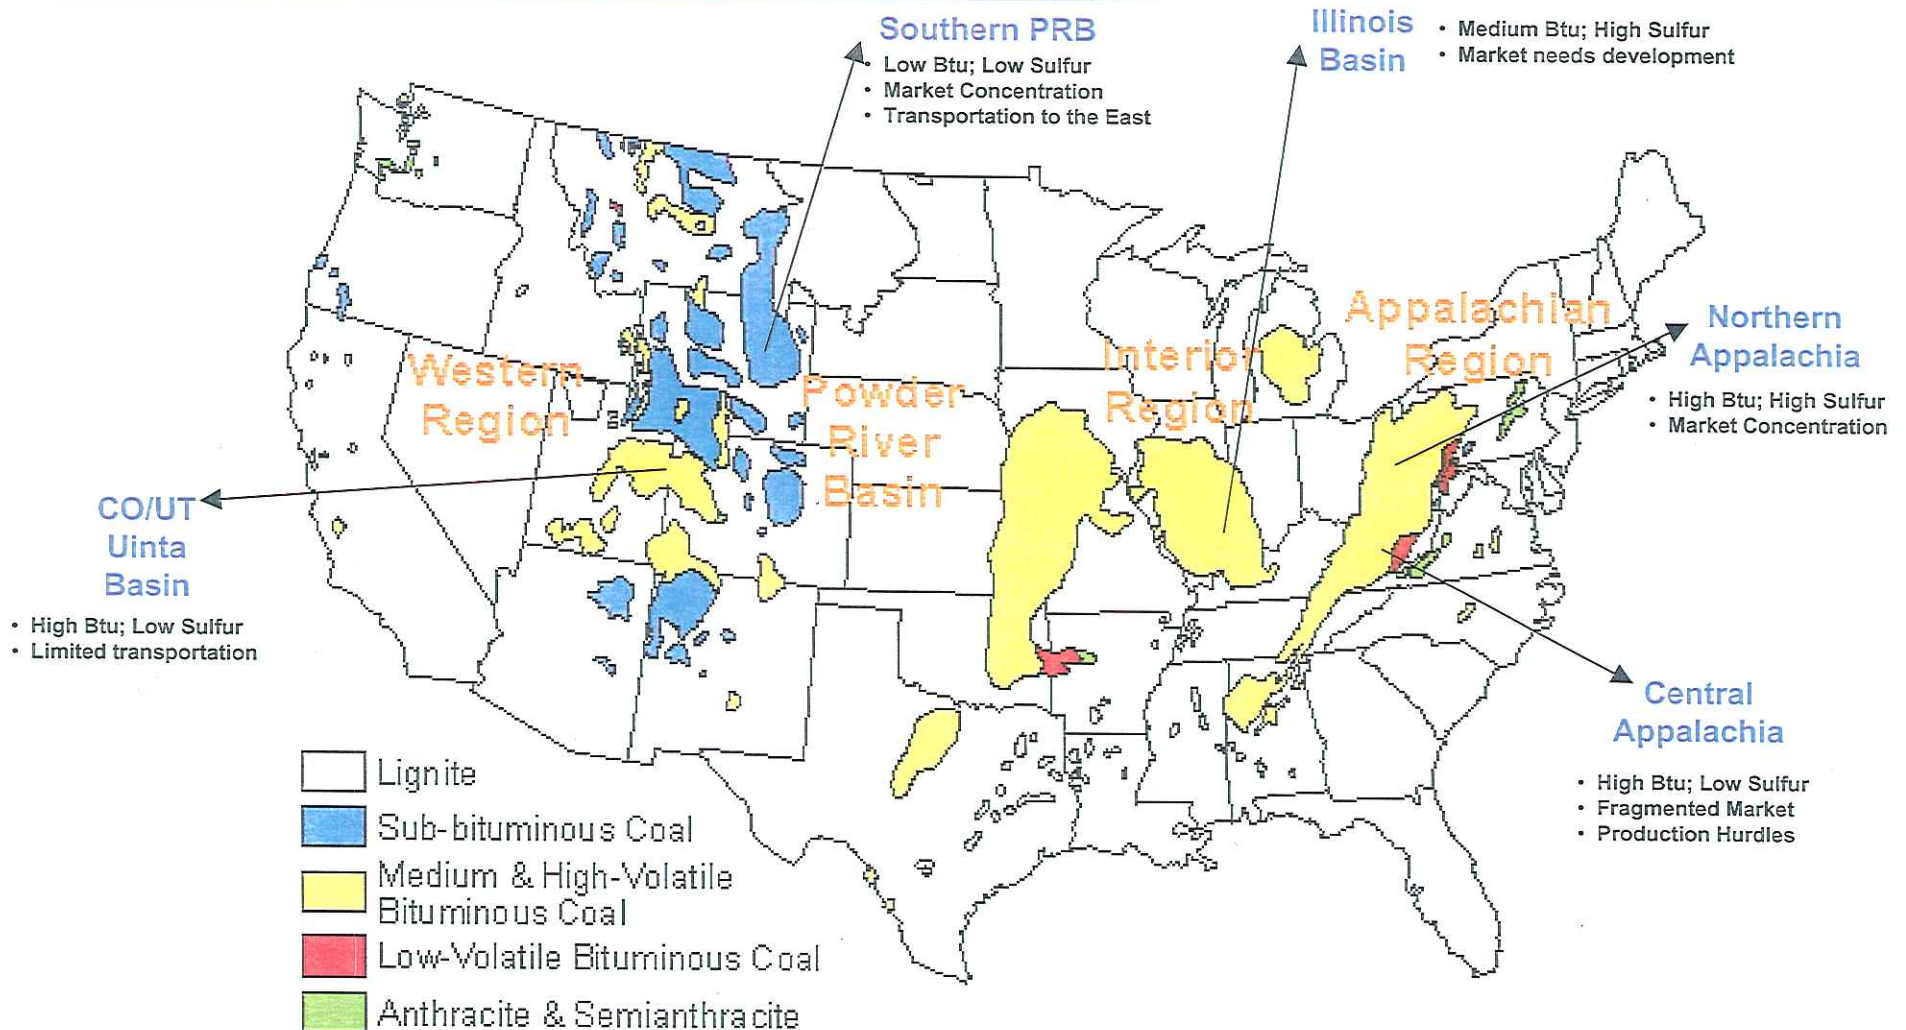 Southern PRB
• Low Btu; Low Sulfur
• Market Concentration
• Transportation to the East
Illinois
Basin
• Medium Btu; High Sulfur
• Market needs development
Western
Region
Powder
River
Basin
Interior
Region
Appalachian
Region
Northern
Appalachia
• High Btu; High Sulfur
• Market Concentration
CO/UT
Uinta
Basin
• High Btu; Low Sulfur
• Limited transportation
Central
Appalachia
• High Btu; Low Sulfur
• Fragmented Market
• Production Hurdles
Lignite
Sub-bituminous Coal
Medium & High-Volatile
Bituminous Coal
Low-Volatile Bituminous Coal
Anthracite & Semianthracite